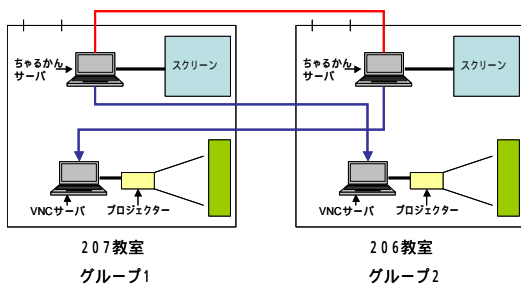 ちゃるかん
サーバ
スクリーン
VNCサーバ
プロジェクター
207教室
グループ1
ちゃるかん
サーバ
スクリーン
VNCサーバ
プロジェクター
206教室
グループ2